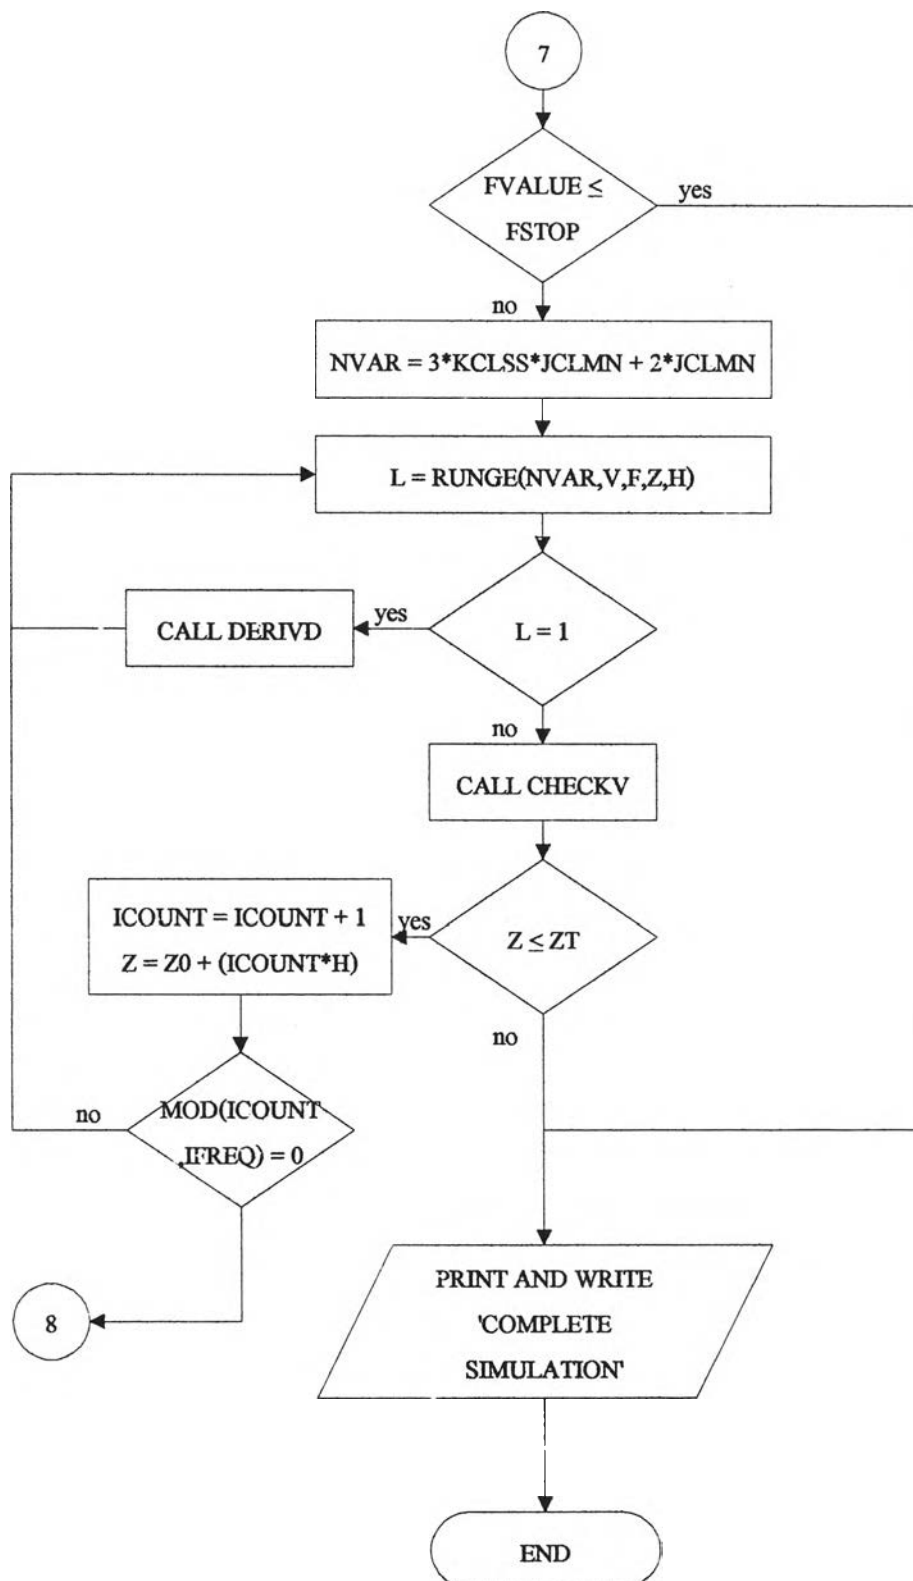 7
FVALUE ≤
FSTOP
yes
no
NVAR = 3*KCLSS*JCLMN + 2*JCLMN
L = RUNGE(NVAR,V,F,Z,H)
CALL DERIVD
yes
L = 1
no
CALL CHECKV
ICOUNT = ICOUNT + 1
Z = Z0 + (ICOUNT*H)
yes
Z ≤ ZT
no
no
MOD(ICOUNT
,IFREQ) = 0
8
PRINT AND WRITE
'COMPLETE
SIMULATION'
END